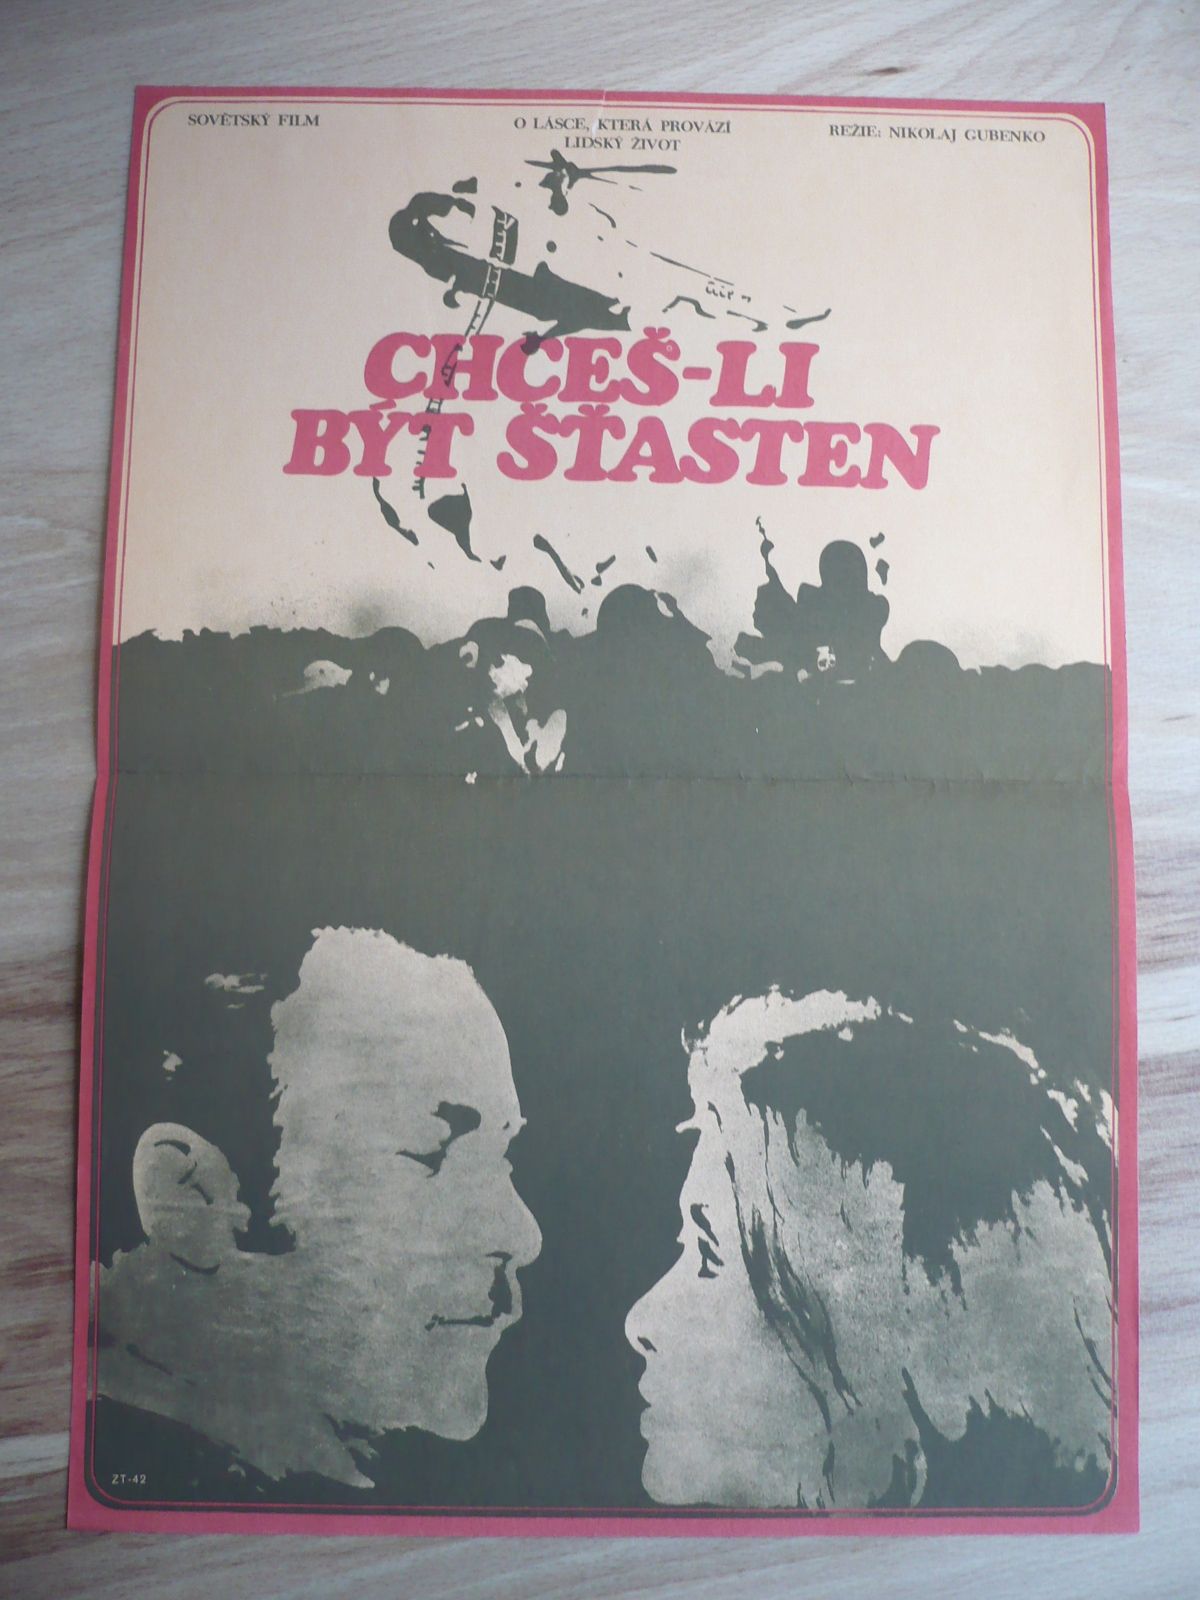 SOVĚTSKÝ FILM
O LÁSCE, KTERÁ PROVÁZÍ
LIDSKÝ ŽIVOT
REŽIE: NIKOLAJ GUBENKO
CHCEŠ-LI
BÝT ŠŤASTEN
ZT-42